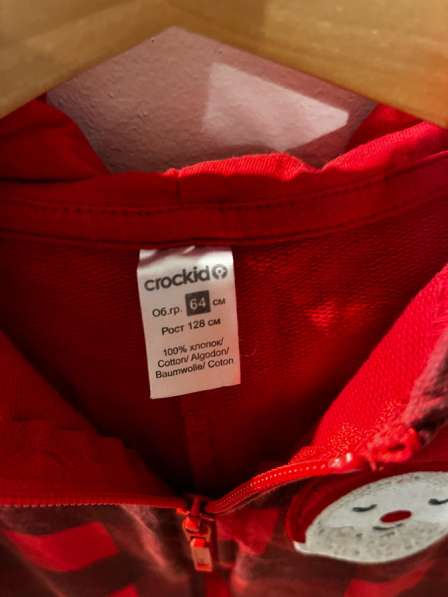 crockid
Об.гр. 64 см
Рост 128 см
100% хлопок/
Cotton/ Algodon/
Baumwolle/ Coton